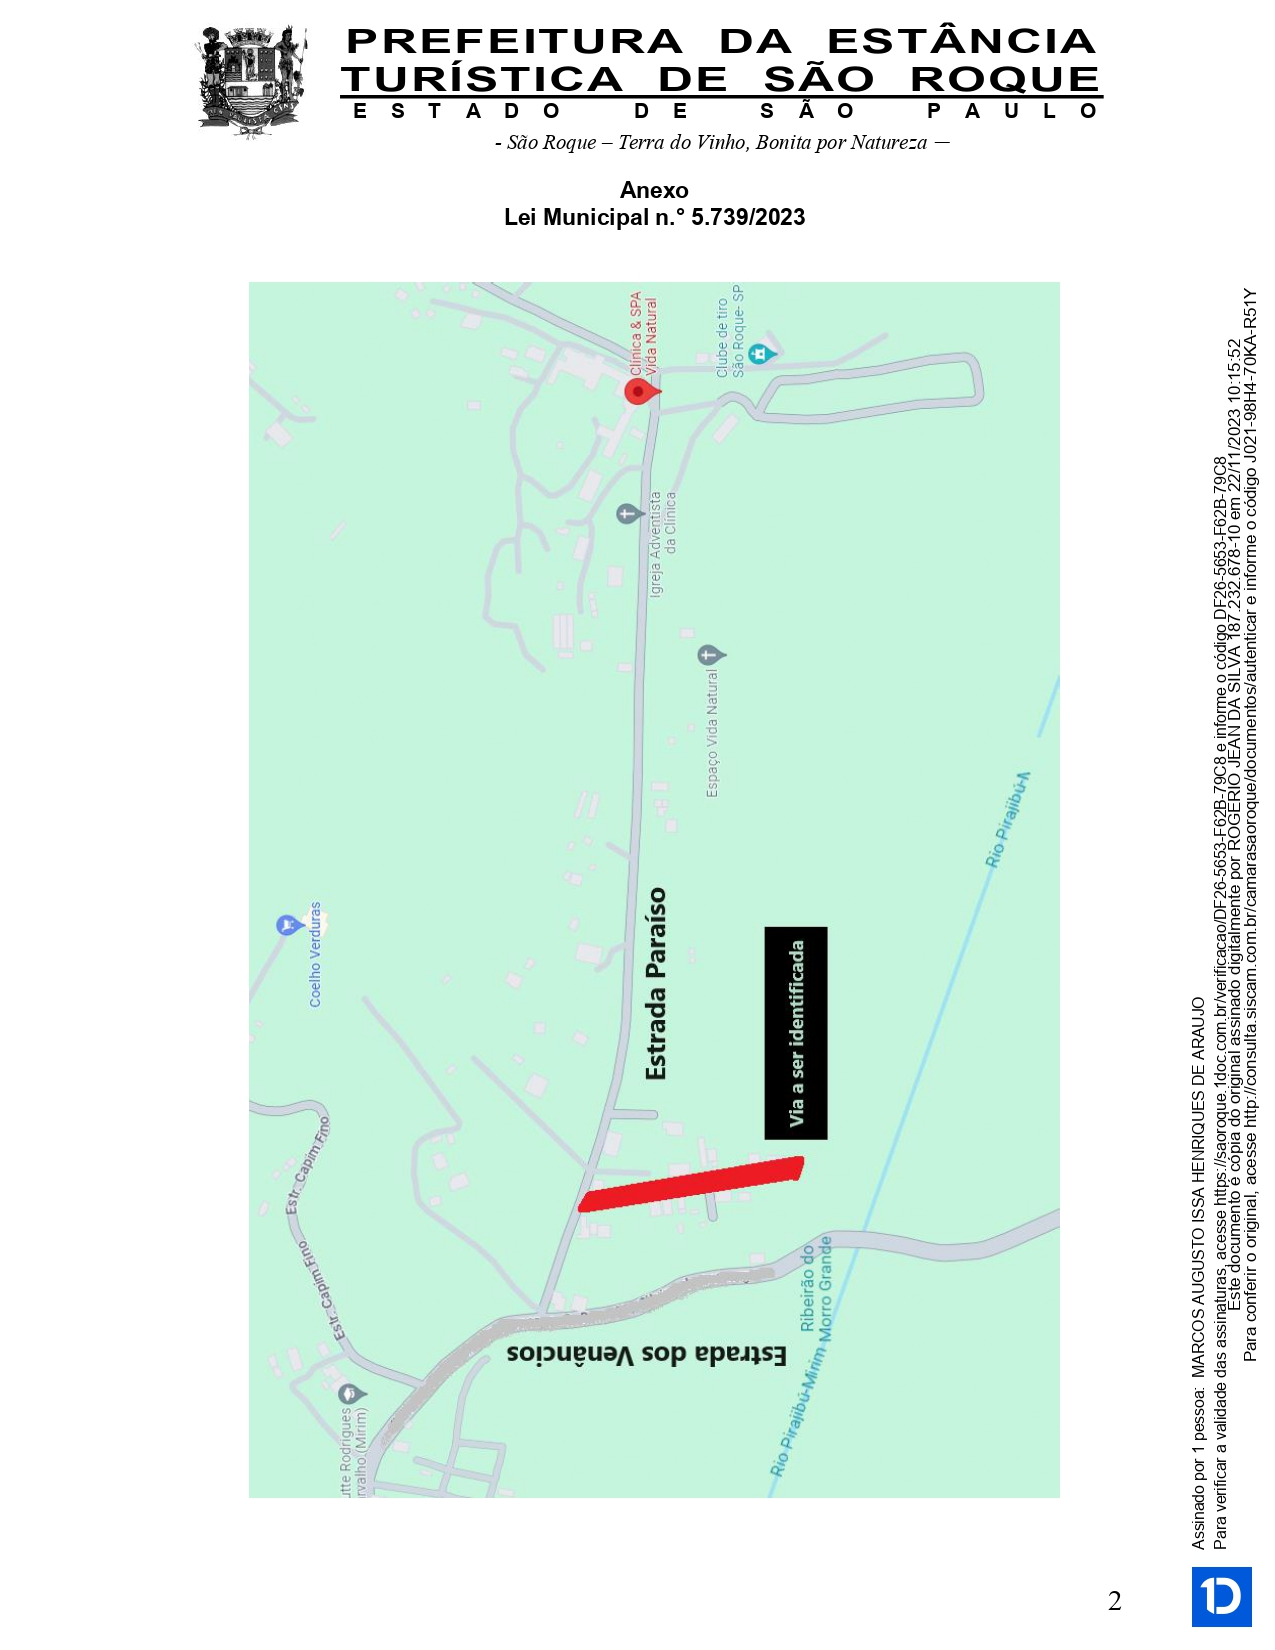 PREFEITURA DA ESTÂNCIA
TURÍSTICA DE SÃO ROQUE
ESTADO DE SÃO PAULO
- São Roque – Terra do Vinho, Bonita por Natureza –
Anexo
Lei Municipal n.° 5.739/2023
Clínica & SPA
Vida Natural
Clube de tiro
São Roque- SP
Igreja Adventista
da Clínica
Espaço Vida Natural
Rio Pirajibú-M
Coelho Verduras
Estrada Paraíso
Via a ser identificada
Estr. Capim Fino
Estr. Capim Fino
Ribeirão do
Morro Grande
Estrada dos Venâncios
Rio Pirajibú-Mirim
utte Rodrigues
rvalho (Mirim)
Assinado por 1 pessoa: MARCOS AUGUSTO ISSA HENRIQUES DE ARAUJO
Para verificar a validade das assinaturas, acesse https://saoroque.1doc.com.br/verificacao/DF26-5653-F62B-79C8 e informe o código DF26-5653-F62B-79C8
Este documento é cópia do original assinado digitalmente por ROGERIO JEAN DA SILVA 187.232.678-10 em 22/11/2023 10:15:52
Para conferir o original, acesse http://consulta.siscam.com.br/camarasaoroque/documentos/autenticar e informe o código J021-98H4-70KA-R51Y
2
1D